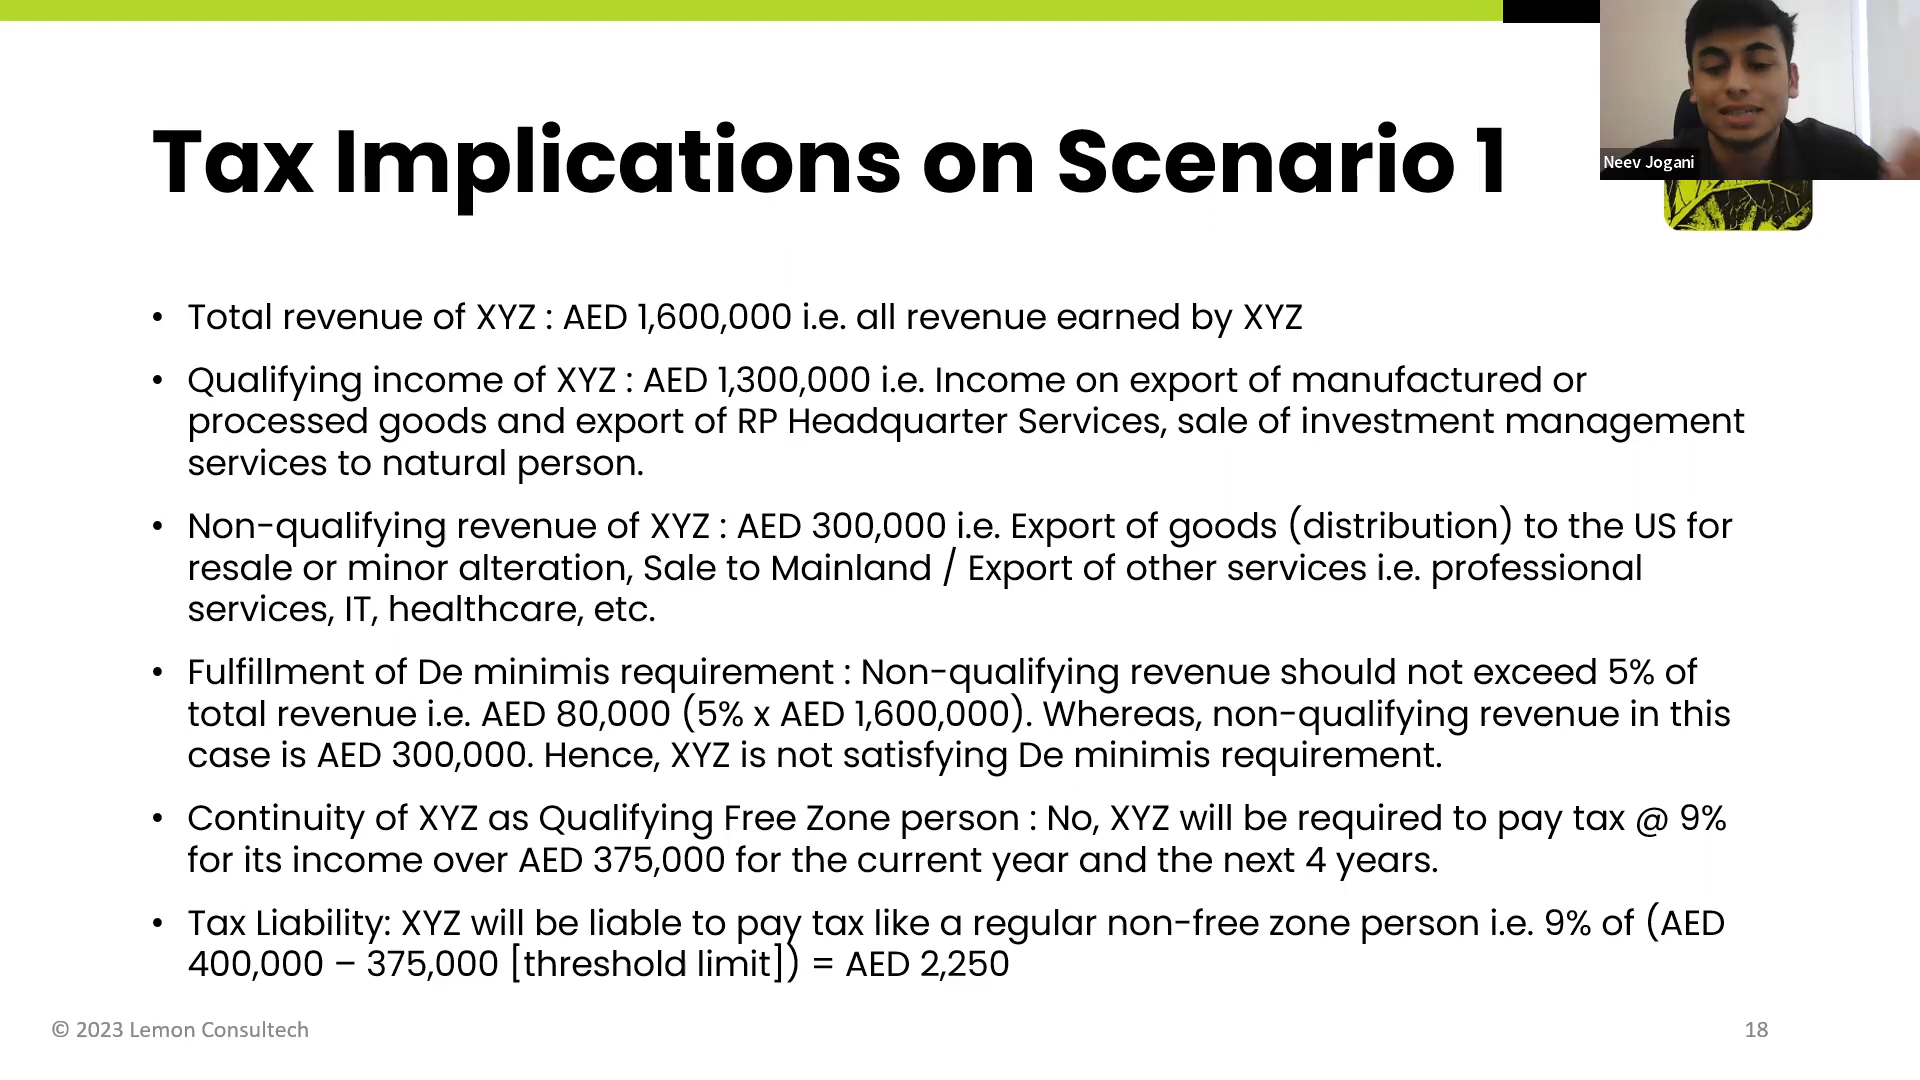 Tax Implications on Scenario 1
Neev Jogani
• Total revenue of XYZ : AED 1,600,000 i.e. all revenue earned by XYZ
• Qualifying income of XYZ : AED 1,300,000 i.e. Income on export of manufactured or
processed goods and export of RP Headquarter Services, sale of investment management
services to natural person.
• Non-qualifying revenue of XYZ : AED 300,000 i.e. Export of goods (distribution) to the US for
resale or minor alteration, Sale to Mainland / Export of other services i.e. professional
services, IT, healthcare, etc.
• Fulfillment of De minimis requirement : Non-qualifying revenue should not exceed 5% of
total revenue i.e. AED 80,000 (5% x AED 1,600,000). Whereas, non-qualifying revenue in this
case is AED 300,000. Hence, XYZ is not satisfying De minimis requirement.
• Continuity of XYZ as Qualifying Free Zone person : No, XYZ will be required to pay tax @ 9%
for its income over AED 375,000 for the current year and the next 4 years.
• Tax Liability: XYZ will be liable to pay tax like a regular non-free zone person i.e. 9% of (AED
400,000 – 375,000 [threshold limit]) = AED 2,250
© 2023 Lemon Consultech
18